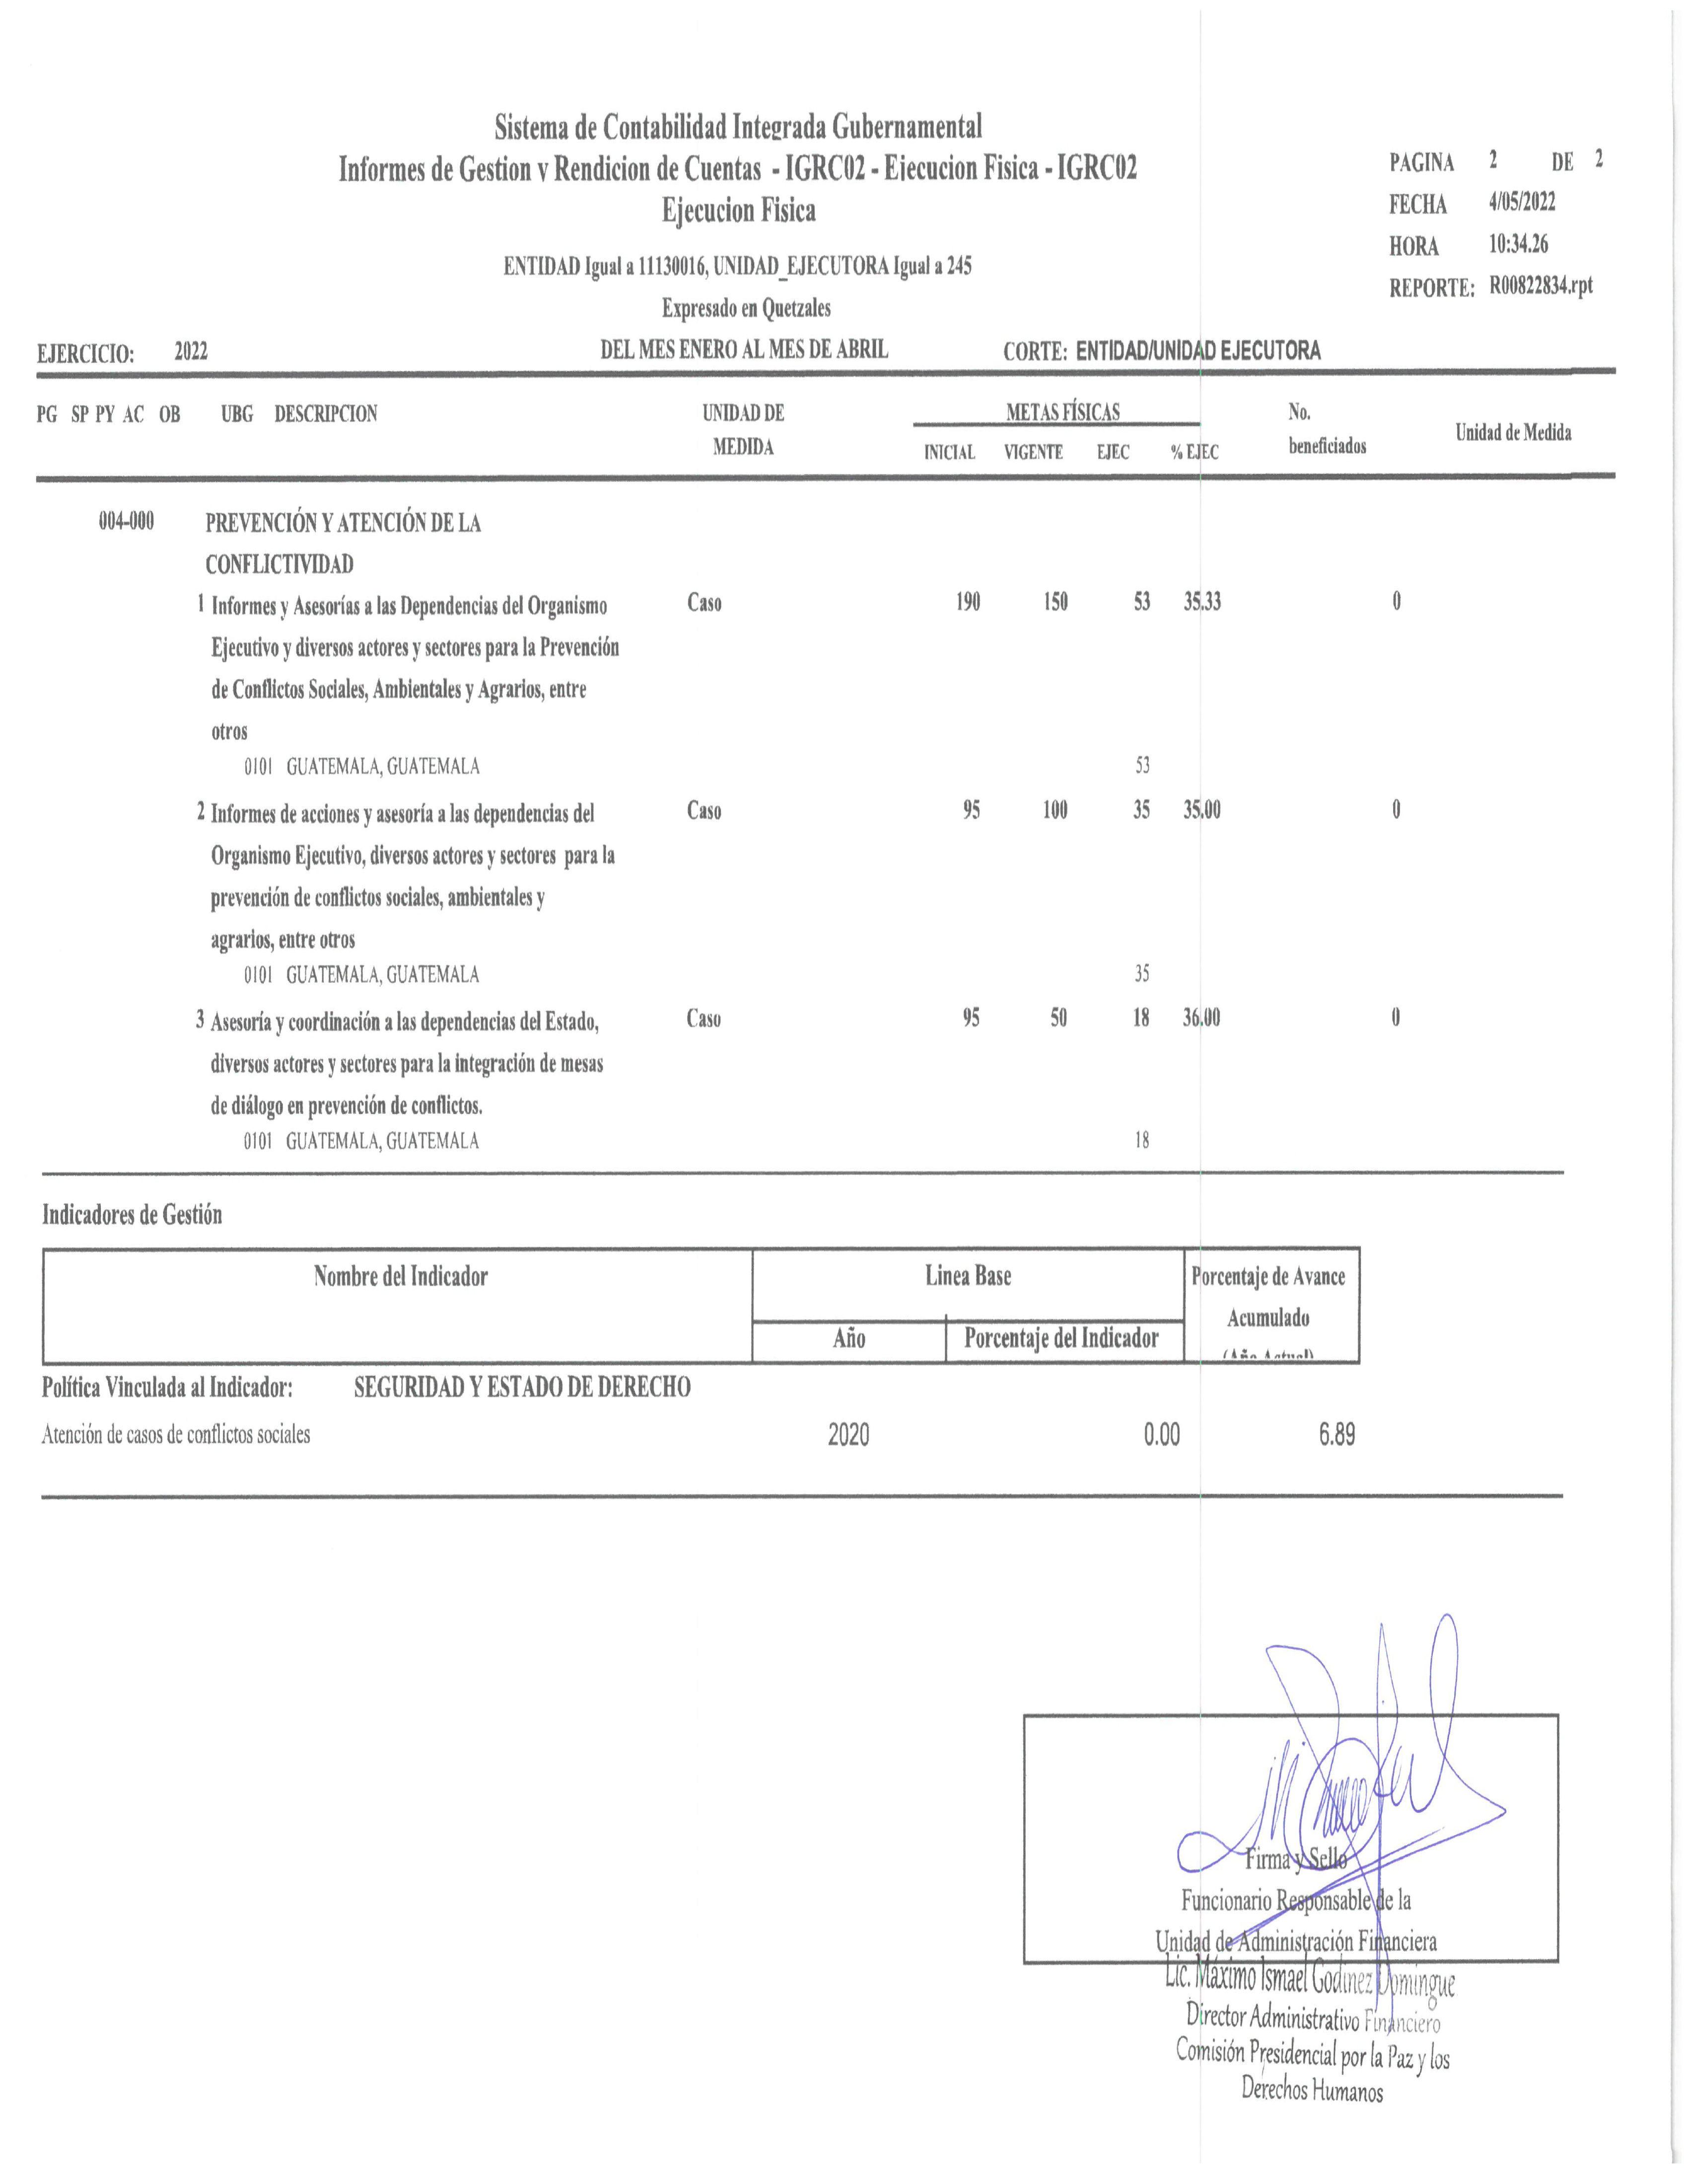 Sistema de Contabilidad Integrada Gubernamental
Informes de Gestion y Rendicion de Cuentas - IGRC02 - Ejecucion Fisica - IGRC02
Ejecucion Fisica
PAGINA 2 DE 2
FECHA 4/05/2022
HORA 10:34.26
REPORTE: R00822834.rpt
ENTIDAD Igual a 11130016, UNIDAD_EJECUTORA Igual a 245
Expresado en Quetzales
EJERCICIO: 2022 DEL MES ENERO AL MES DE ABRIL CORTE: ENTIDAD/UNIDAD EJECUTORA
PG SP PY AC OB UBG DESCRIPCION UNIDAD DE MEDIDA METAS FÍSICAS No. beneficiados Unidad de Medida
INICIAL VIGENTE EJEC % EJEC
004-000 PREVENCIÓN Y ATENCIÓN DE LA
CONFLICTIVIDAD
1 Informes y Asesorías a las Dependencias del Organismo Caso 190 150 53 35.33 0
Ejecutivo y diversos actores y sectores para la Prevención
de Conflictos Sociales, Ambientales y Agrarios, entre
otros
0101 GUATEMALA, GUATEMALA 53
2 Informes de acciones y asesoría a las dependencias del Caso 95 100 35 35.00 0
Organismo Ejecutivo, diversos actores y sectores para la
prevención de conflictos sociales, ambientales y
agrarios, entre otros
0101 GUATEMALA, GUATEMALA 35
3 Asesoría y coordinación a las dependencias del Estado, Caso 95 50 18 36.00 0
diversos actores y sectores para la integración de mesas
de diálogo en prevención de conflictos.
0101 GUATEMALA, GUATEMALA 18
Indicadores de Gestión
Nombre del Indicador Linea Base Porcentaje de Avance
Acumulado
Año Porcentaje del Indicador (Año Actual)
Política Vinculada al Indicador: SEGURIDAD Y ESTADO DE DERECHO
Atención de casos de conflictos sociales 2020 0.00 6.89
Firma y Sello
Funcionario Responsable de la
Unidad de Administración Financiera
Lic. Máximo Ismael Godinez Domingue
Director Administrativo Financiero
Comisión Presidencial por la Paz y los
Derechos Humanos